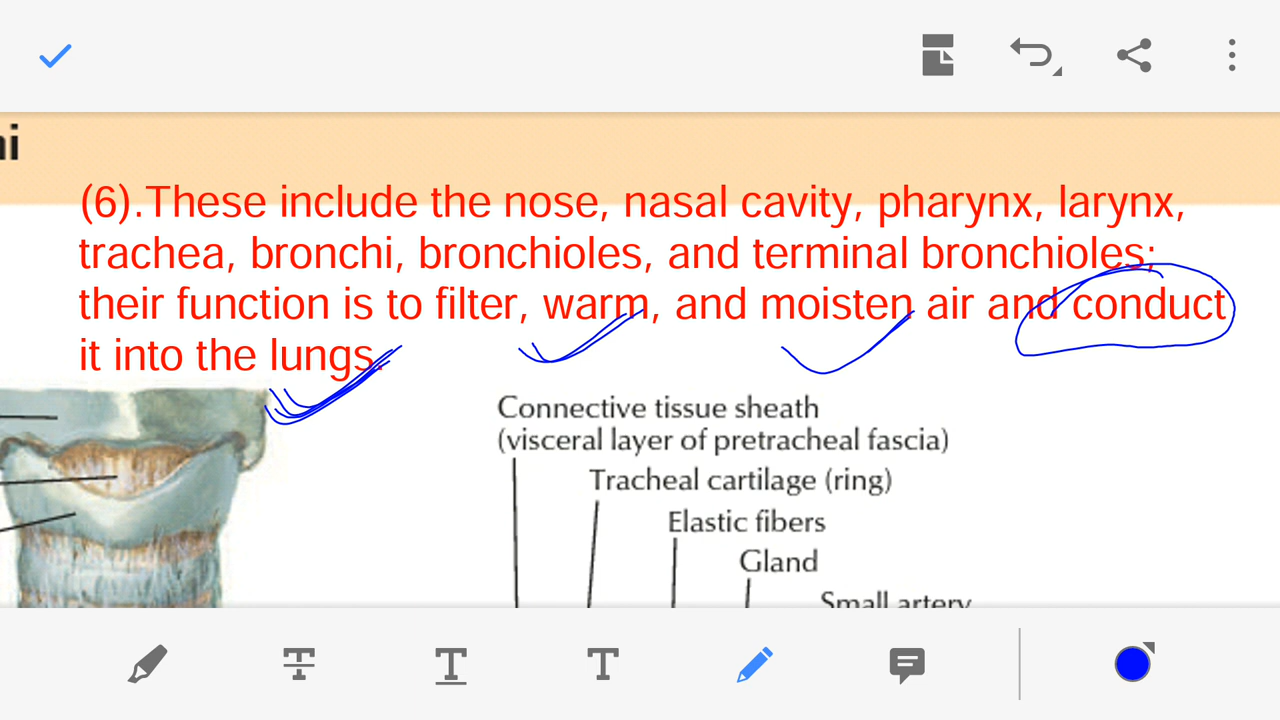 ni
(6).These include the nose, nasal cavity, pharynx, larynx,
trachea, bronchi, bronchioles, and terminal bronchioles;
their function is to filter, warm, and moisten air and conduct
it into the lungs.
Connective tissue sheath
(visceral layer of pretracheal fascia)
Tracheal cartilage (ring)
Elastic fibers
Gland
Small artery